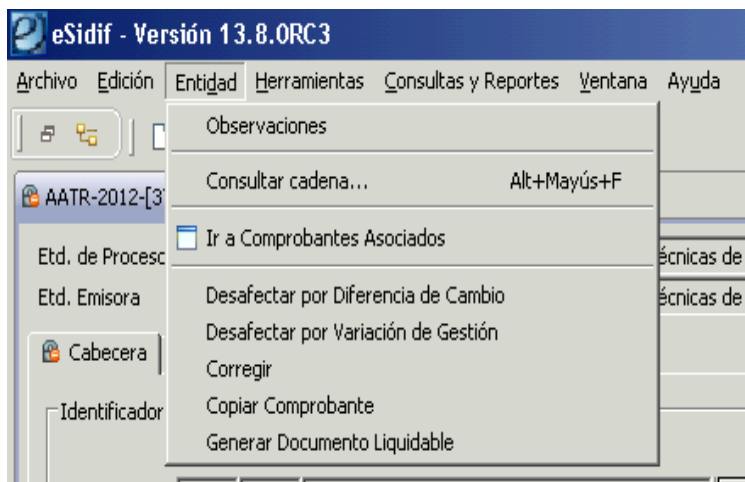 eSidif - Versión 13.8.0RC3
Archivo Edición Entidad Herramientas Consultas y Reportes Ventana Ayuda
Observaciones
Consultar cadena... Alt+Mayús+F
AATR-2012-[3
Ir a Comprobantes Asociados
Etd. de Proceso écnicas de
Desafectar por Diferencia de Cambio
Etd. Emisora écnicas de
Desafectar por Variación de Gestión
Cabecera
Corregir
Copiar Comprobante
Identificador
Generar Documento Liquidable